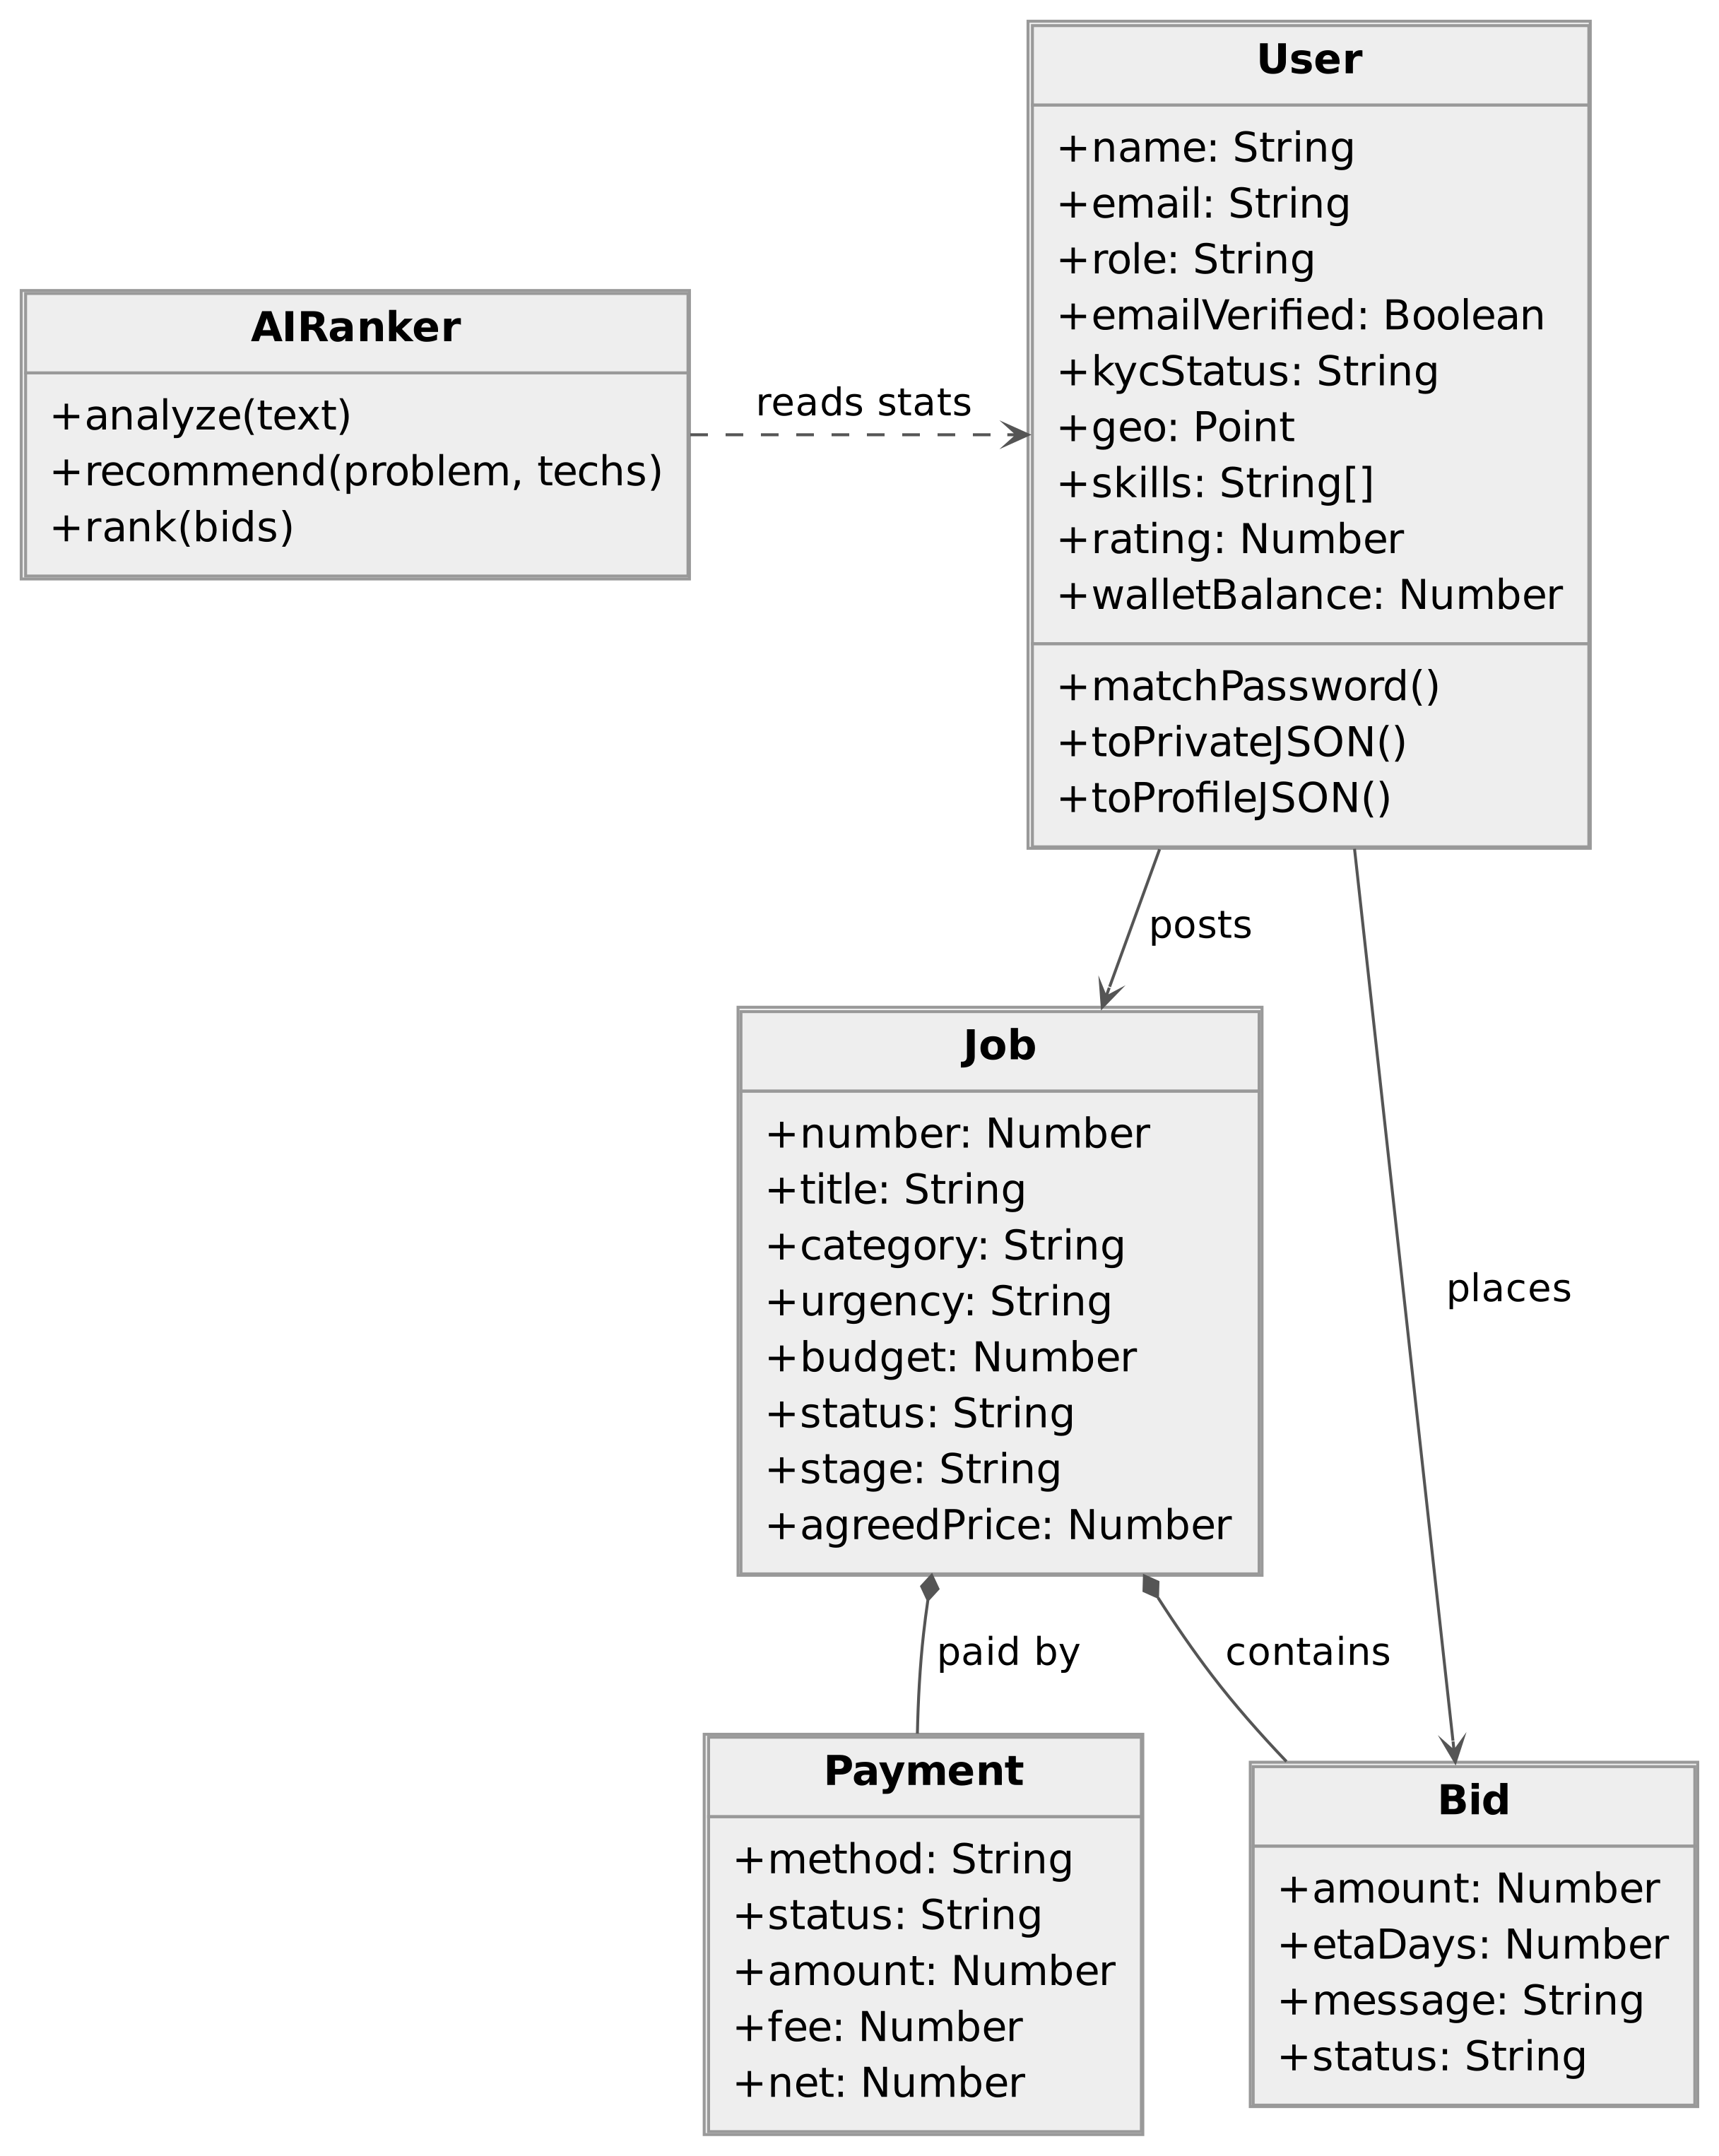 User
+name: String
+email: String
+role: String
+emailVerified: Boolean
+kycStatus: String
+geo: Point
+skills: String[]
+rating: Number
+walletBalance: Number
+matchPassword()
+toPrivateJSON()
+toProfileJSON()
AIRanker
+analyze(text)
+recommend(problem, techs)
+rank(bids)
reads stats
posts
places
Job
+number: Number
+title: String
+category: String
+urgency: String
+budget: Number
+status: String
+stage: String
+agreedPrice: Number
paid by
contains
Payment
+method: String
+status: String
+amount: Number
+fee: Number
+net: Number
Bid
+amount: Number
+etaDays: Number
+message: String
+status: String